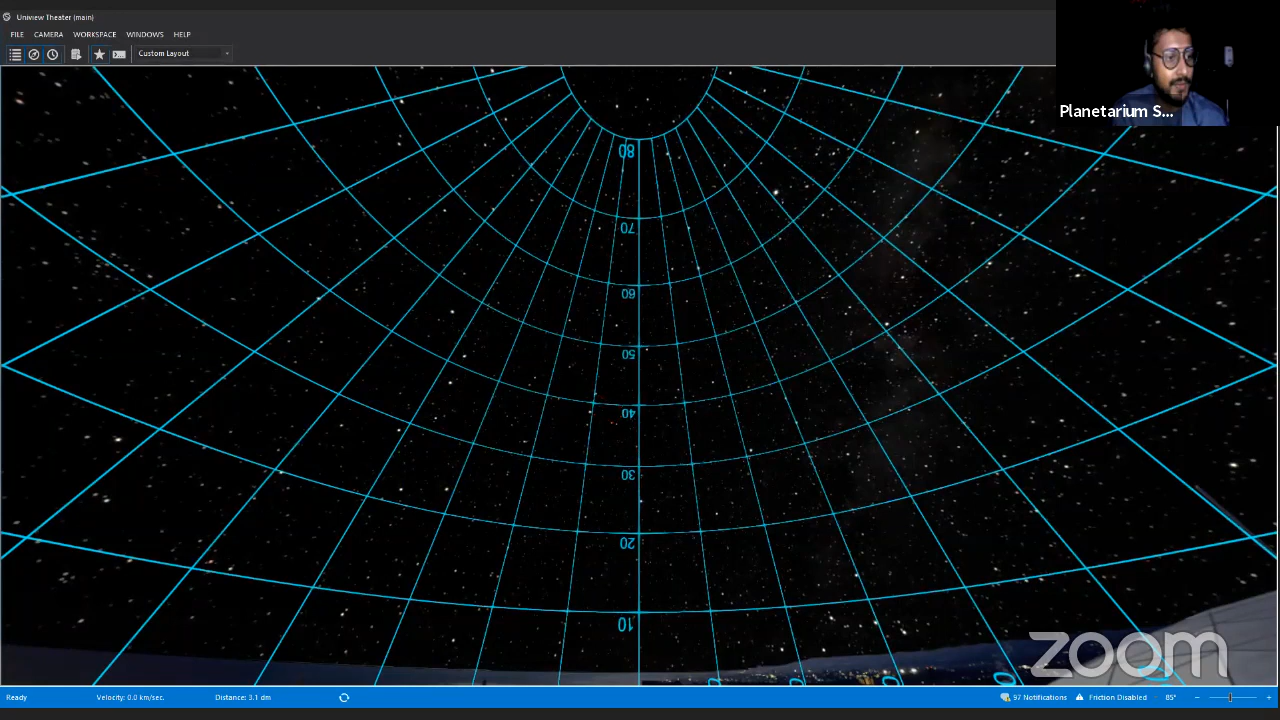 Uniview Theater (main)
FILE CAMERA WORKSPACE WINDOWS HELP
Custom Layout
Planetarium S...
80
70
60
50
40
30
20
10
zoom
Ready Velocity: 0.0 km/sec. Distance: 3.1 dm 97 Notifications Friction Disabled 85°